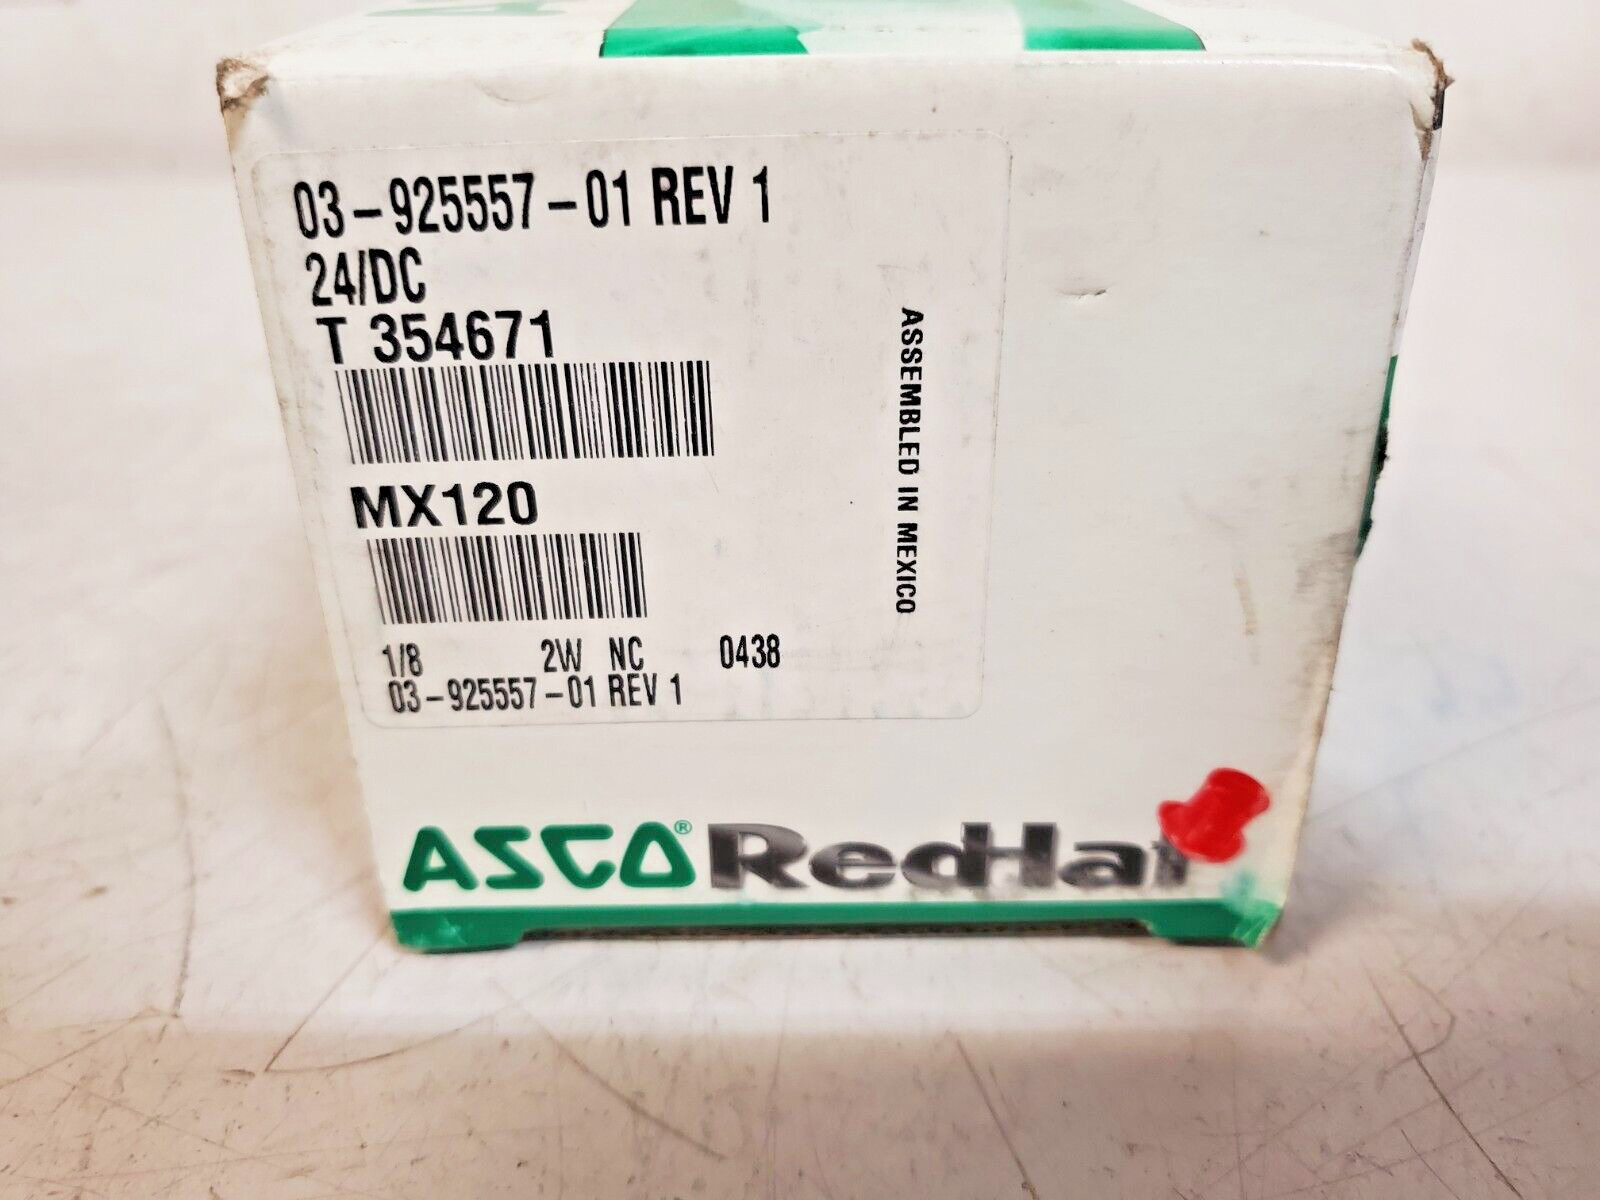 03-925557-01 REV 1
24/DC
T 354671
MX120
1/8 2W NC 0438
03-925557-01 REV 1
ASSEMBLED IN MEXICO
ASCO® RedHat